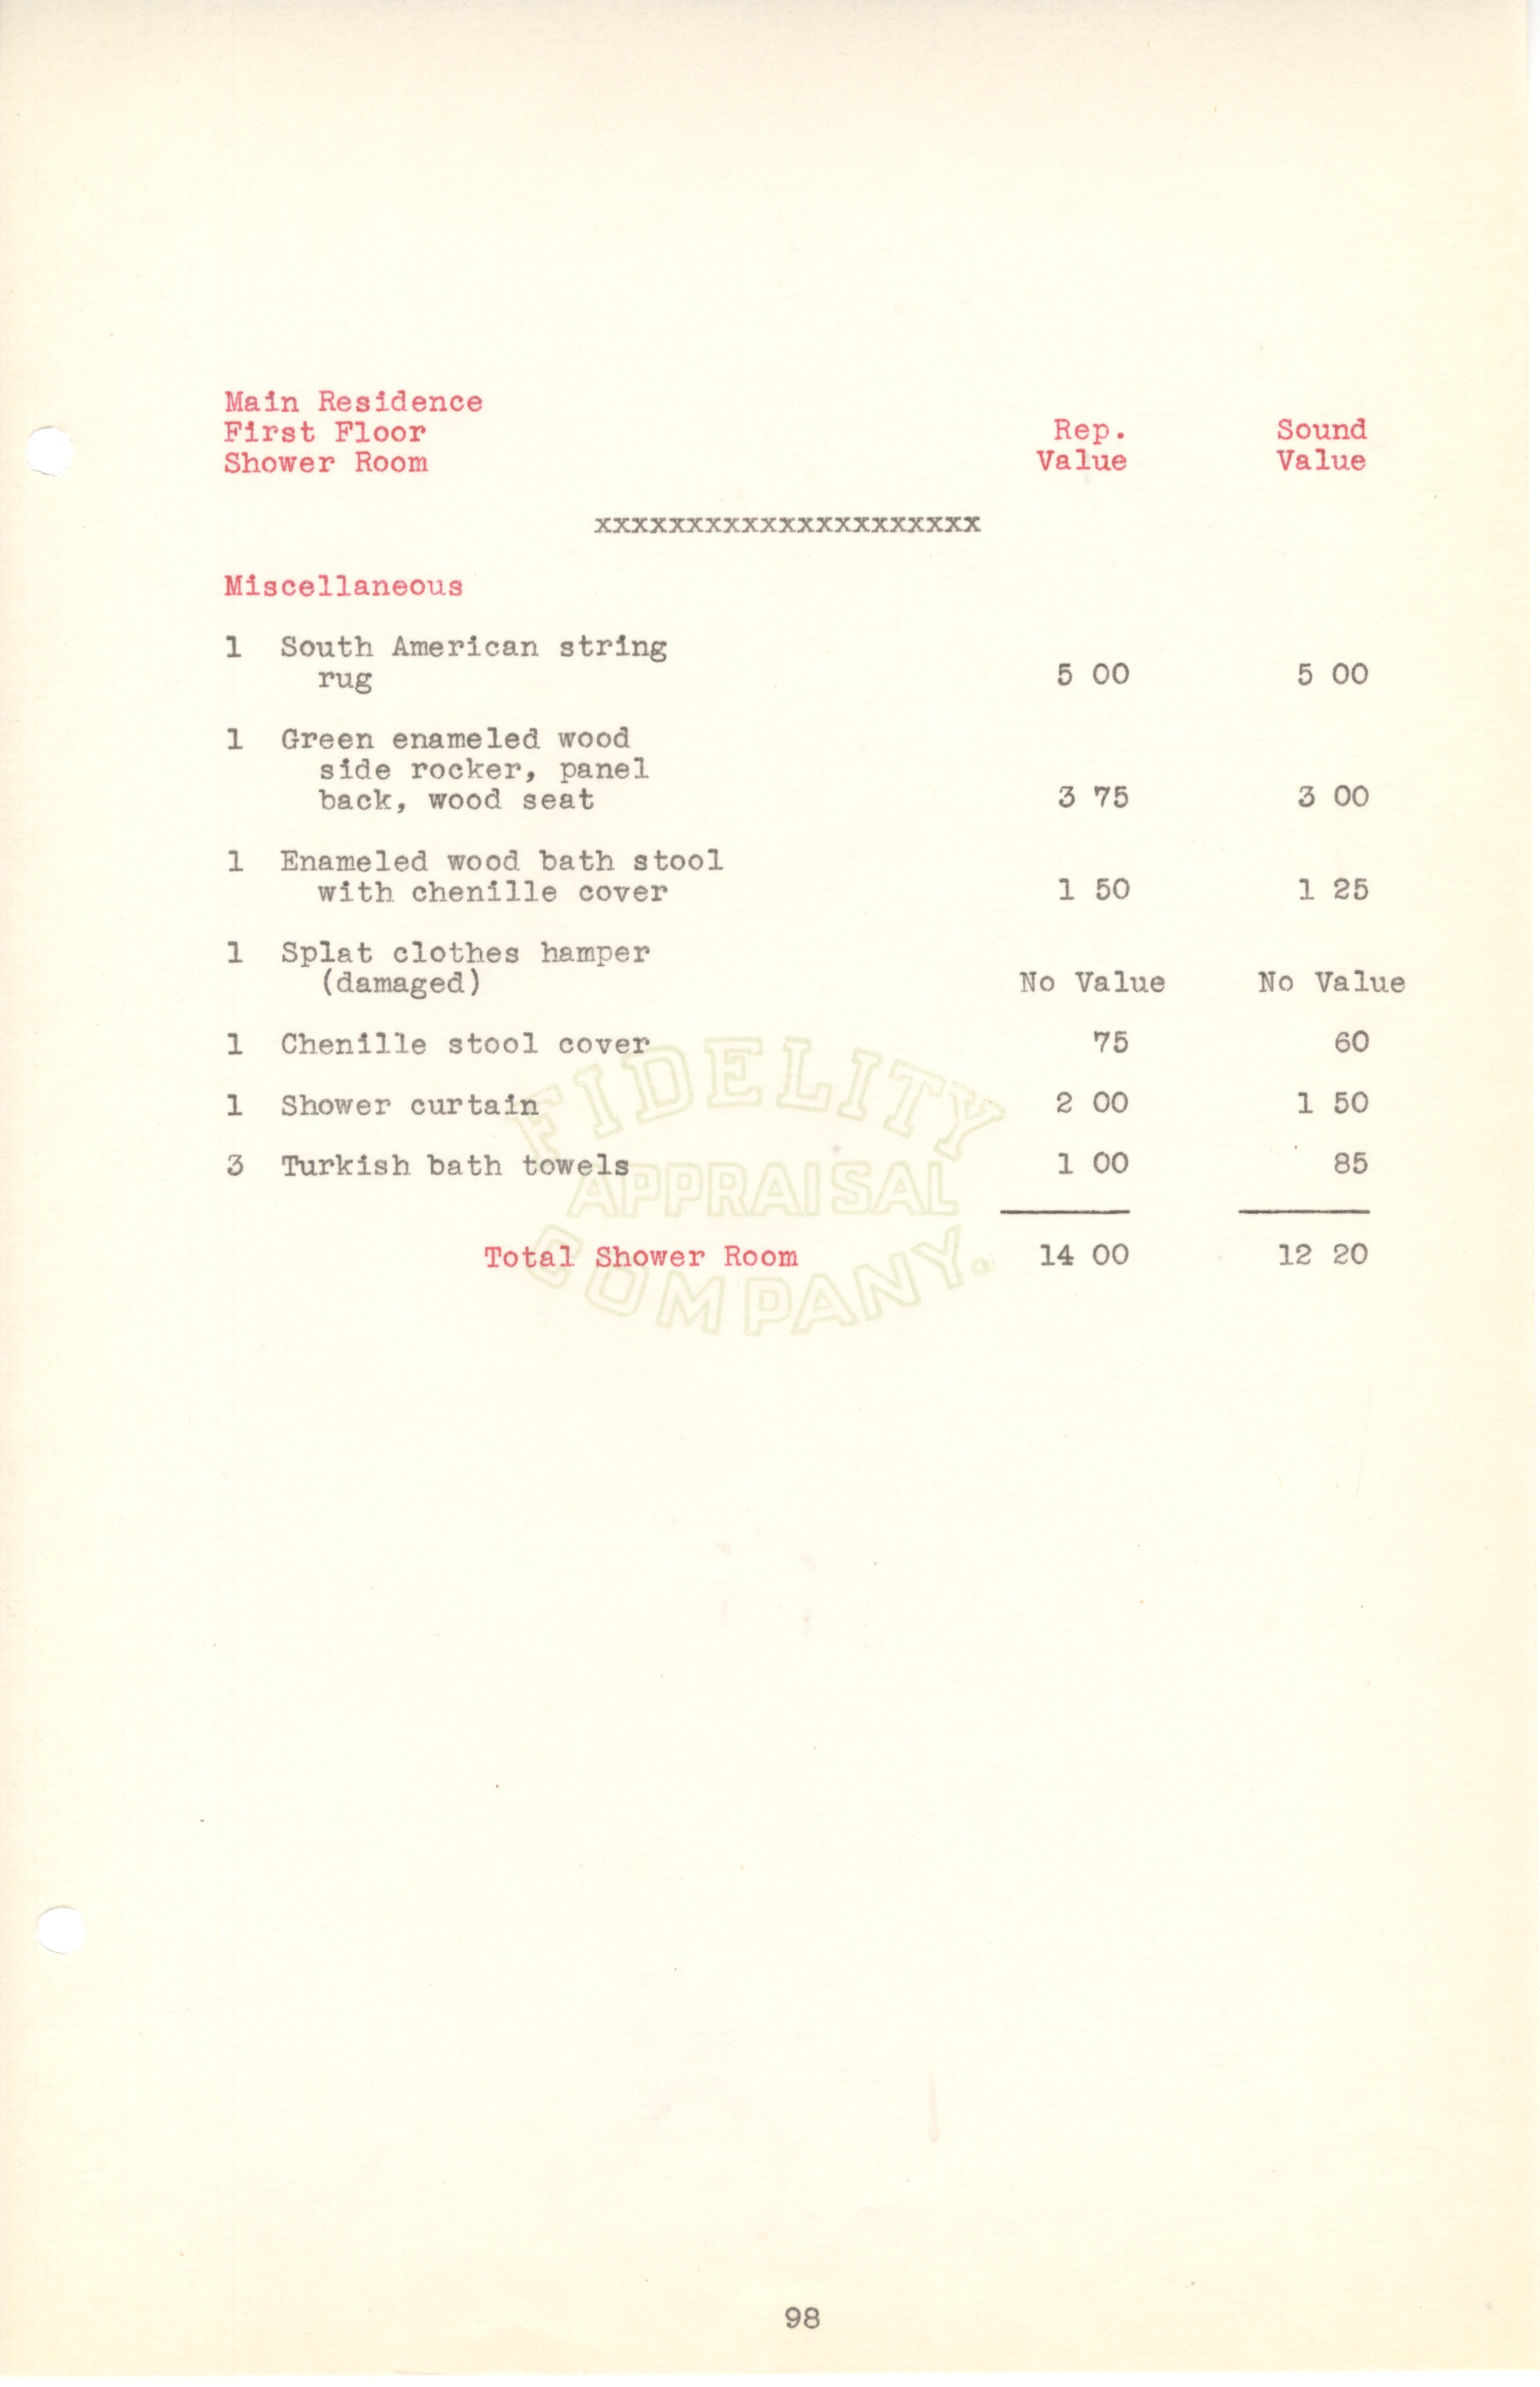 Main Residence
First Floor Rep. Sound
Shower Room Value Value
xxxxxxxxxxxxxxxxxxxxx
Miscellaneous
1 South American string
rug 5 00 5 00
1 Green enameled wood
side rocker, panel
back, wood seat 3 75 3 00
1 Enameled wood bath stool
with chenille cover 1 50 1 25
1 Splat clothes hamper
(damaged) No Value No Value
1 Chenille stool cover 75 60
1 Shower curtain 2 00 1 50
3 Turkish bath towels 1 00 85
Total Shower Room 14 00 12 20
FIDELITY
APPRAISAL
COMPANY.
98